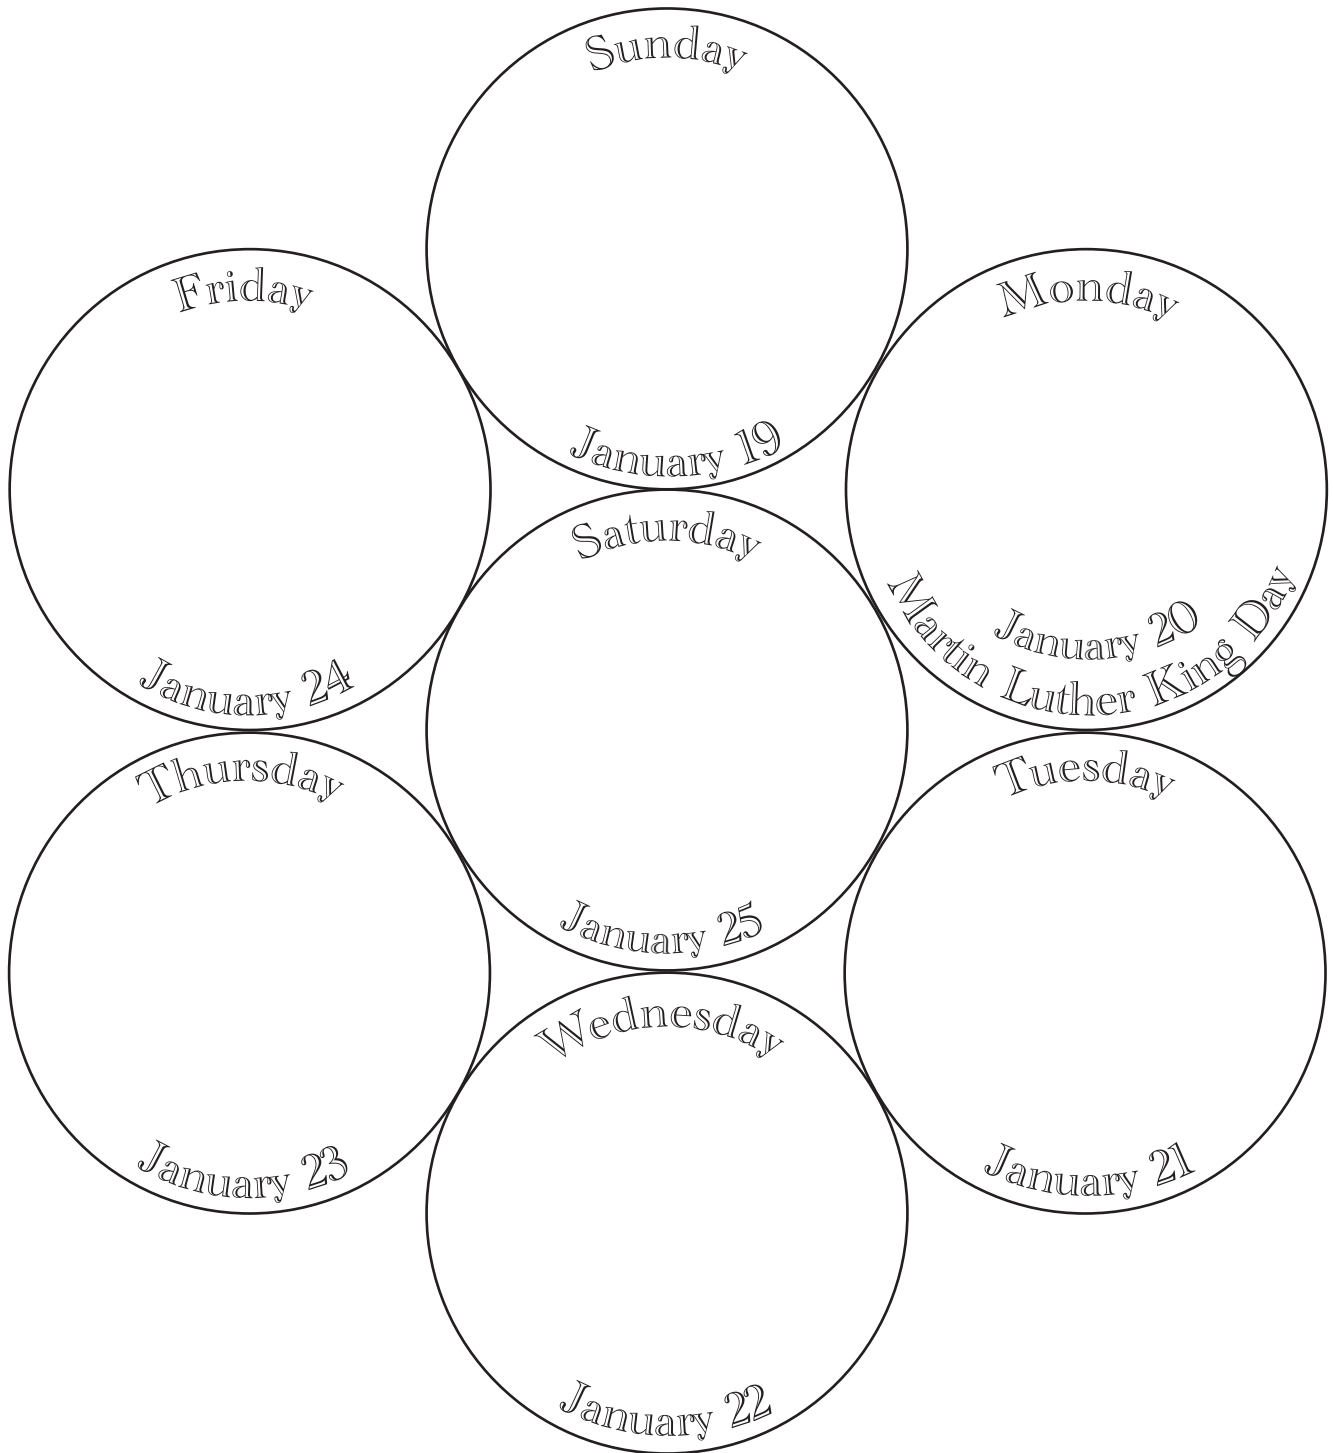 Sunday
January 19
Monday
January 20
Martin Luther King Day
Tuesday
January 21
Wednesday
January 22
Thursday
January 23
Friday
January 24
Saturday
January 25